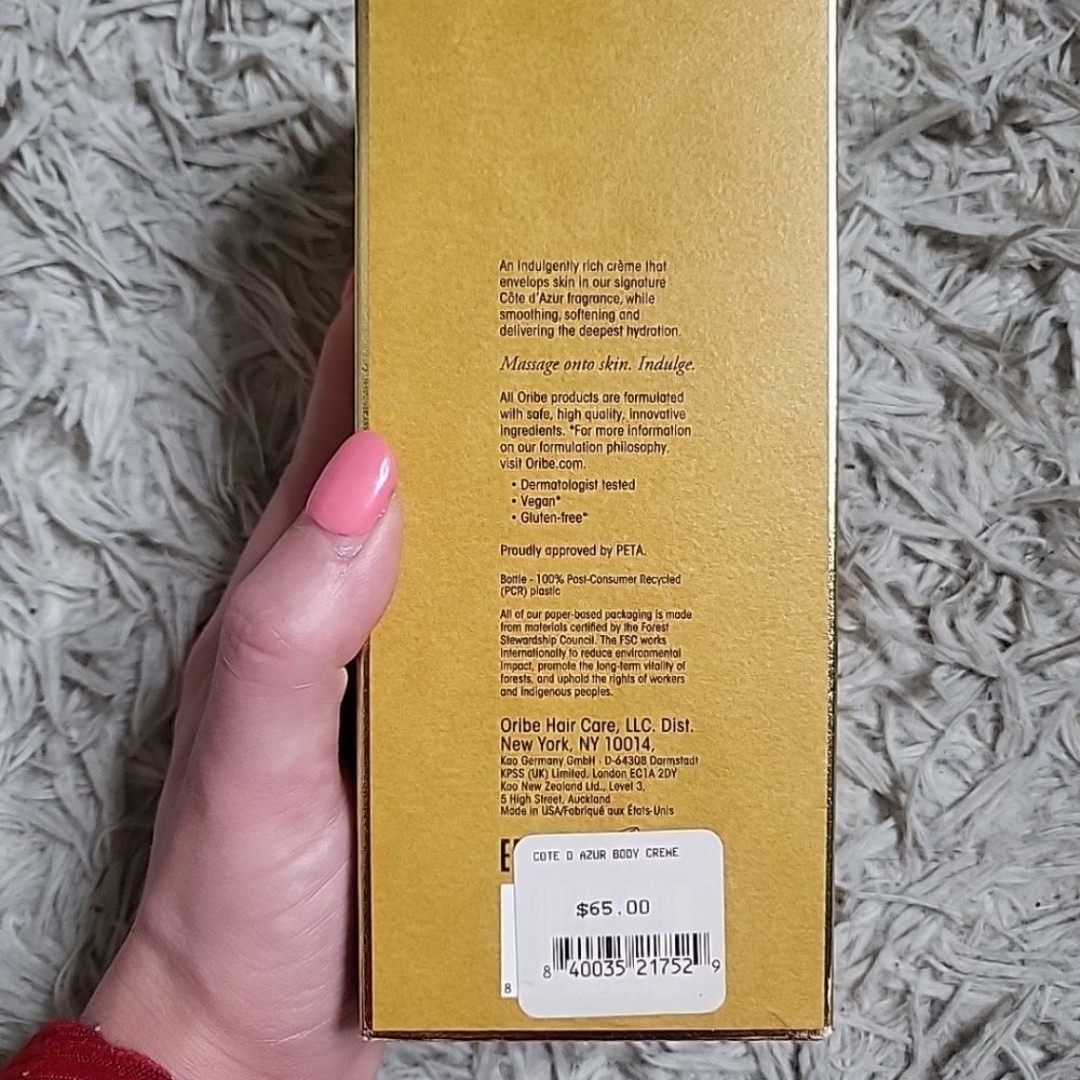 An indulgently rich crème that
envelops skin in our signature
Côte d'Azur fragrance, while
smoothing, softening and
delivering the deepest hydration.
Massage onto skin. Indulge.
All Oribe products are formulated
with safe, high quality, innovative
ingredients. *For more information
on our formulation philosophy,
visit Oribe.com.
• Dermatologist tested
• Vegan*
• Gluten-free*
Proudly approved by PETA.
Bottle - 100% Post-Consumer Recycled
(PCR) plastic
All of our paper-based packaging is made
from materials certified by the Forest
Stewardship Council. The FSC works
internationally to reduce environmental
impact, promote the long-term vitality of
forests, and uphold the rights of workers
and indigenous peoples.
Oribe Hair Care, LLC. Dist.
New York, NY 10014,
Kao Germany GmbH · D-64308 Darmstadt
KPSS (UK) Limited, London EC1A 2DY
Kao New Zealand Ltd., Level 3,
5 High Street, Auckland
Made in USA/Fabriqué aux États-Unis
COTE D AZUR BODY CREME
$65.00
8 40035 21752 9
8